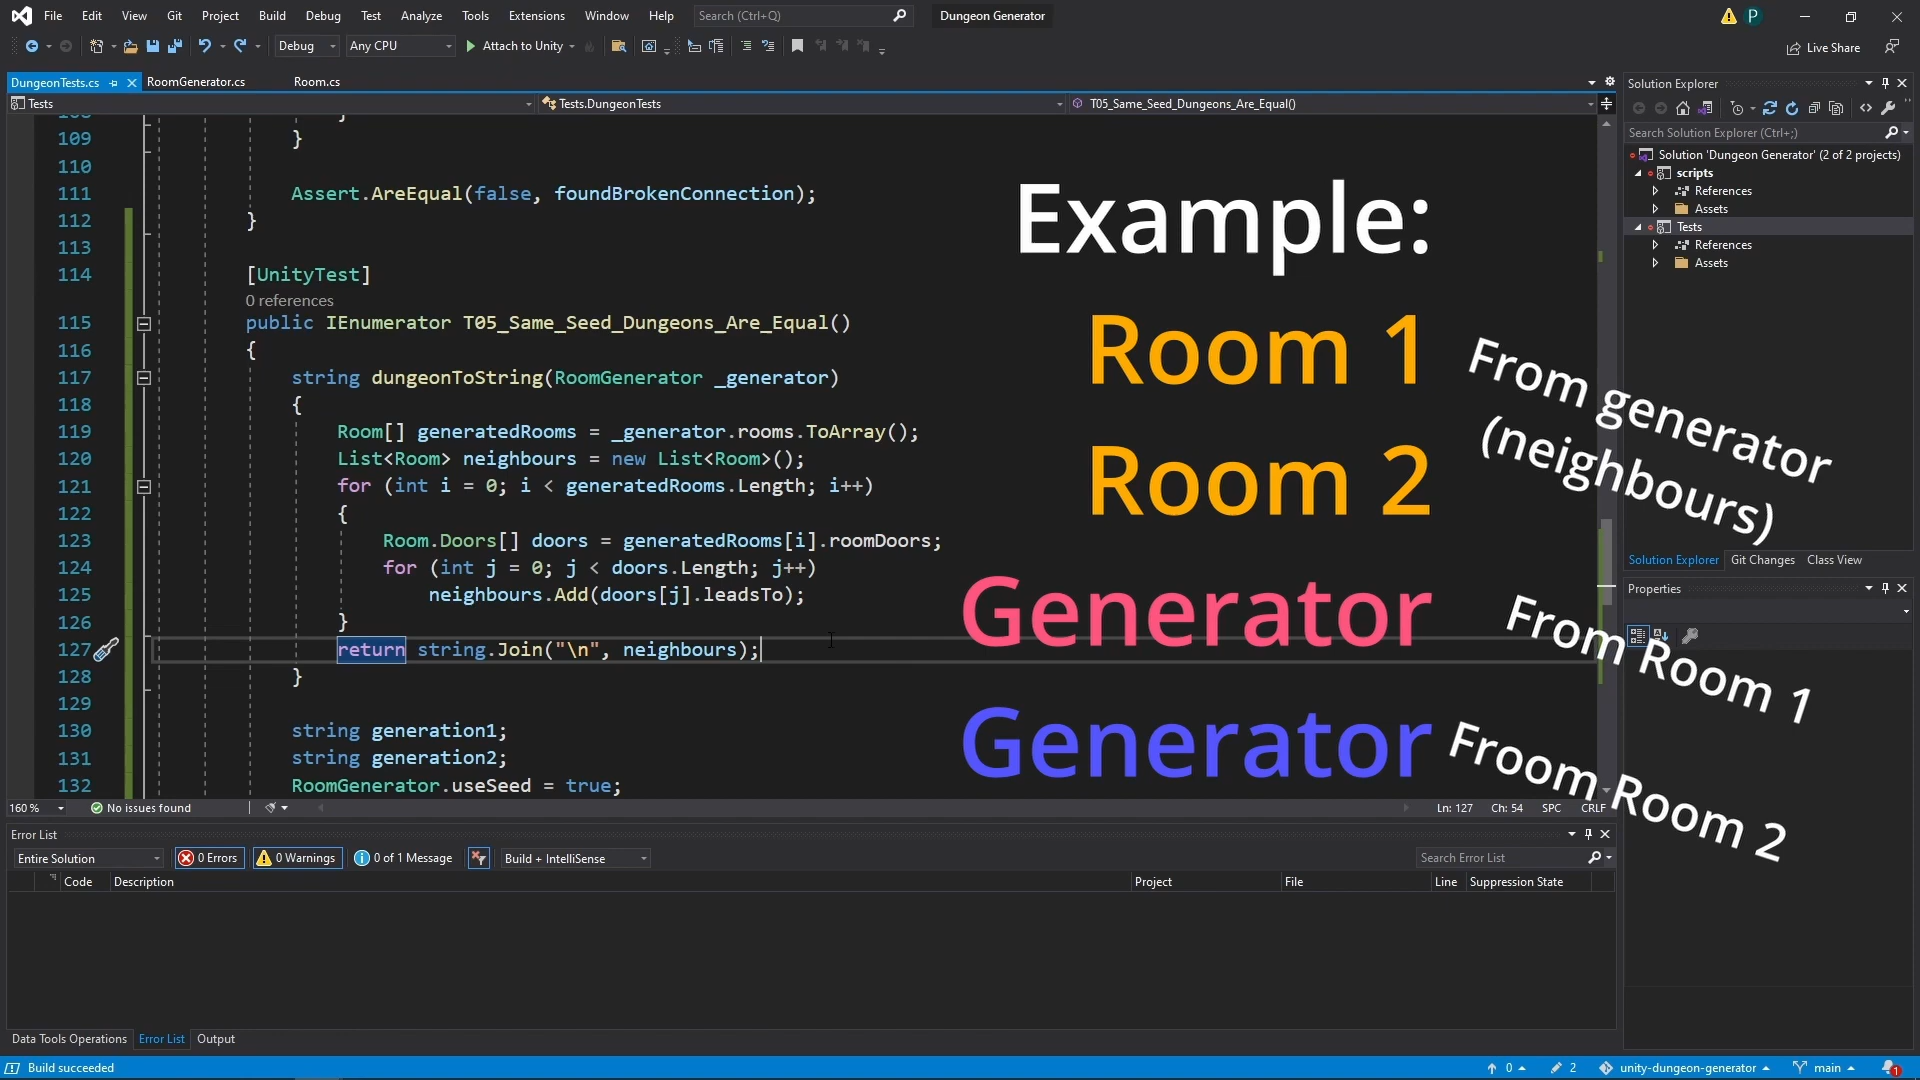 File Edit View Git Project Build Debug Test Analyze Tools Extensions Window Help Search (Ctrl+Q) Dungeon Generator P
Debug Any CPU Attach to Unity Live Share
DungeonTests.cs RoomGenerator.cs Room.cs
Tests Tests.DungeonTests T05_Same_Seed_Dungeons_Are_Equal()
108 }
109 }
110
111 Assert.AreEqual(false, foundBrokenConnection);
112 }
113
114 [UnityTest]
0 references
115 public IEnumerator T05_Same_Seed_Dungeons_Are_Equal()
116 {
117 string dungeonToString(RoomGenerator _generator)
118 {
119 Room[] generatedRooms = _generator.rooms.ToArray();
120 List<Room> neighbours = new List<Room>();
121 for (int i = 0; i < generatedRooms.Length; i++)
122 {
123 Room.Doors[] doors = generatedRooms[i].roomDoors;
124 for (int j = 0; j < doors.Length; j++)
125 neighbours.Add(doors[j].leadsTo);
126 }
127 return string.Join("\n", neighbours);
128 }
129
130 string generation1;
131 string generation2;
132 RoomGenerator.useSeed = true;
Example:
Room 1
Room 2
Generator
Generator
From generator
(neighbours)
From Room 1
Froom Room 2
160 % No issues found Ln: 127 Ch: 54 SPC CRLF
Error List
Entire Solution 0 Errors 0 Warnings 0 of 1 Message Build + IntelliSense Search Error List
Code Description Project File Line Suppression State
Data Tools Operations Error List Output
Solution Explorer
Search Solution Explorer (Ctrl+;)
Solution 'Dungeon Generator' (2 of 2 projects)
scripts
References
Assets
Tests
References
Assets
Solution Explorer Git Changes Class View
Properties
Build succeeded 0 2 unity-dungeon-generator main 1